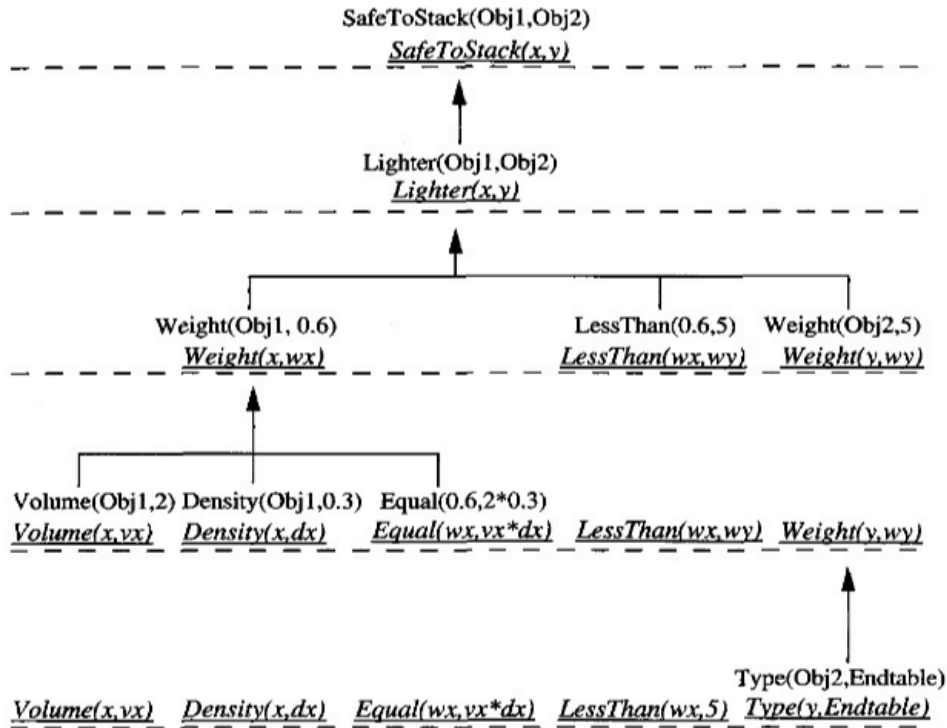 SafeToStack(Obj1,Obj2)
SafeToStack(x,y)
Lighter(Obj1,Obj2)
Lighter(x,y)
Weight(Obj1, 0.6) LessThan(0.6,5) Weight(Obj2,5)
Weight(x,wx) LessThan(wx,wy) Weight(y,wy)
Volume(Obj1,2) Density(Obj1,0.3) Equal(0.6,2*0.3)
Volume(x,vx) Density(x,dx) Equal(wx,vx*dx) LessThan(wx,wy) Weight(y,wy)
Type(Obj2,Endtable)
Volume(x,vx) Density(x,dx) Equal(wx,vx*dx) LessThan(wx,5) Type(y,Endtable)